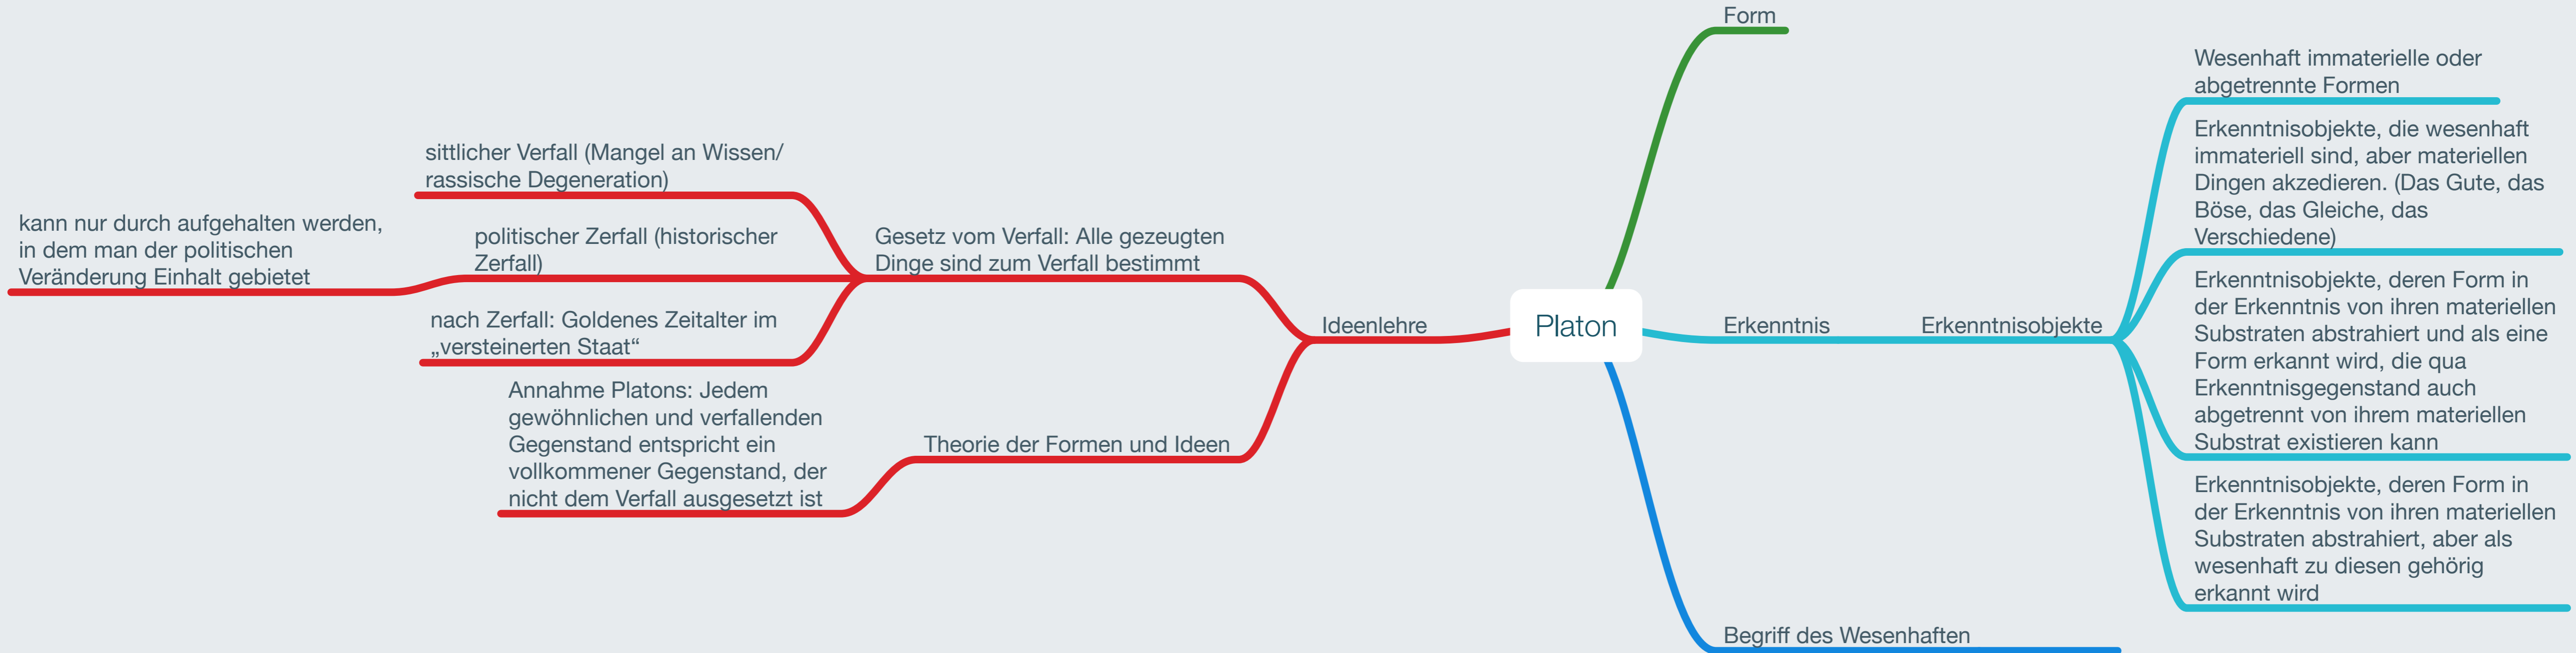 Platon
Form
Erkenntnis
Erkenntnisobjekte
Wesenhaft immaterielle oder
abgetrennte Formen
Erkenntnisobjekte, die wesenhaft
immateriell sind, aber materiellen
Dingen akzedieren. (Das Gute, das
Böse, das Gleiche, das
Verschiedene)
Erkenntnisobjekte, deren Form in
der Erkenntnis von ihren materiellen
Substraten abstrahiert und als eine
Form erkannt wird, die qua
Erkenntnisgegenstand auch
abgetrennt von ihrem materiellen
Substrat existieren kann
Erkenntnisobjekte, deren Form in
der Erkenntnis von ihren materiellen
Substraten abstrahiert, aber als
wesenhaft zu diesen gehörig
erkannt wird
Begriff des Wesenhaften
Ideenlehre
Gesetz vom Verfall: Alle gezeugten
Dinge sind zum Verfall bestimmt
sittlicher Verfall (Mangel an Wissen/
rassische Degeneration)
politischer Zerfall (historischer
Zerfall)
kann nur durch aufgehalten werden,
in dem man der politischen
Veränderung Einhalt gebietet
nach Zerfall: Goldenes Zeitalter im
„versteinerten Staat“
Theorie der Formen und Ideen
Annahme Platons: Jedem
gewöhnlichen und verfallenden
Gegenstand entspricht ein
vollkommener Gegenstand, der
nicht dem Verfall ausgesetzt ist